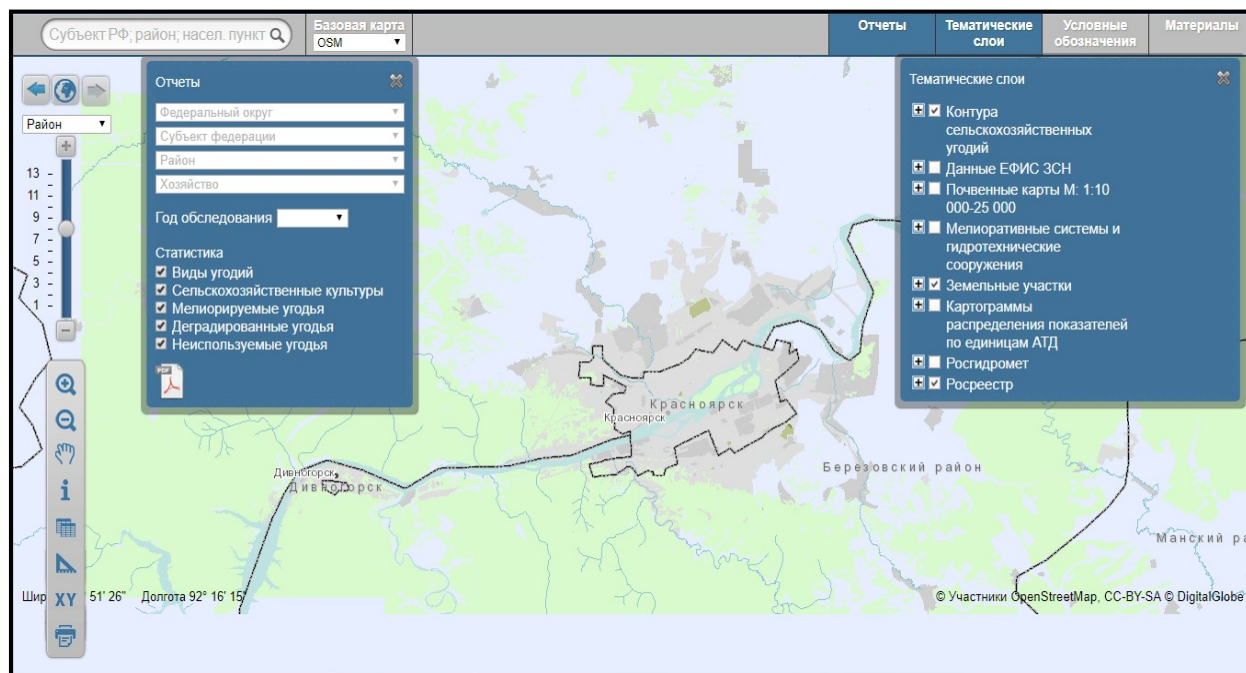 Субъект РФ; район; насел. пункт
Базовая карта
OSM
Отчеты
Тематические
слои
Условные
обозначения
Материалы
Район
13
11
9
7
5
3
1
Отчеты
Федеральный округ
Субъект федерации
Район
Хозяйство
Год обследования
Статистика
Виды угодий
Сельскохозяйственные культуры
Мелиорируемые угодья
Деградированные угодья
Неиспользуемые угодья
PDF
Тематические слои
Контура
сельскохозяйственных
угодий
Данные ЕФИС ЗСН
Почвенные карты М: 1:10
000-25 000
Мелиоративные системы и
гидротехнические
сооружения
Земельные участки
Картограммы
распределения показателей
по единицам АТД
Росгидромет
Росреестр
Красноярск
Красноярск
Дивногорск
Дивногорск
Березовский район
Манский ра
XY
Шир 51' 26" Долгота 92° 16' 15"
© Участники OpenStreetMap, CC-BY-SA © DigitalGlobe